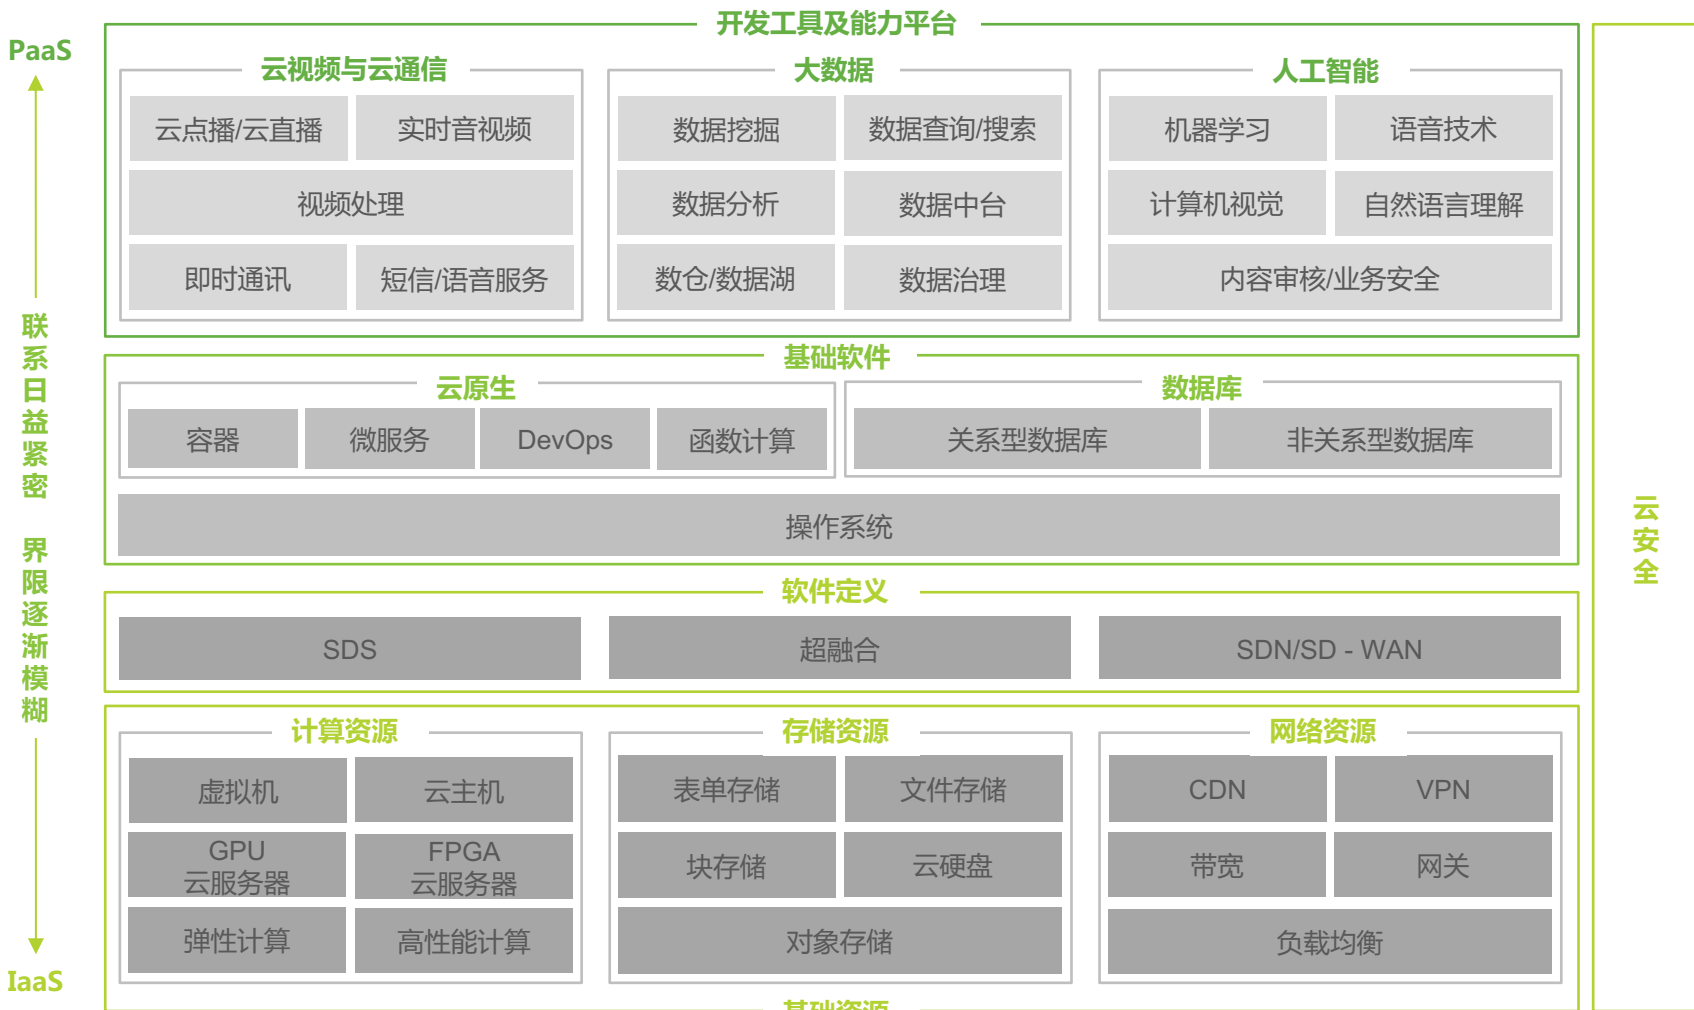 PaaS
联系日益紧密
界限逐渐模糊
IaaS
开发工具及能力平台
云视频与云通信
云点播/云直播
实时音视频
视频处理
即时通讯
短信/语音服务
大数据
数据挖掘
数据查询/搜索
数据分析
数据中台
数仓/数据湖
数据治理
人工智能
机器学习
语音技术
计算机视觉
自然语言理解
内容审核/业务安全
基础软件
云原生
容器
微服务
DevOps
函数计算
数据库
关系型数据库
非关系型数据库
操作系统
软件定义
SDS
超融合
SDN/SD - WAN
计算资源
虚拟机
云主机
GPU
云服务器
FPGA
云服务器
弹性计算
高性能计算
存储资源
表单存储
文件存储
块存储
云硬盘
对象存储
网络资源
CDN
VPN
带宽
网关
负载均衡
基础资源
云安全